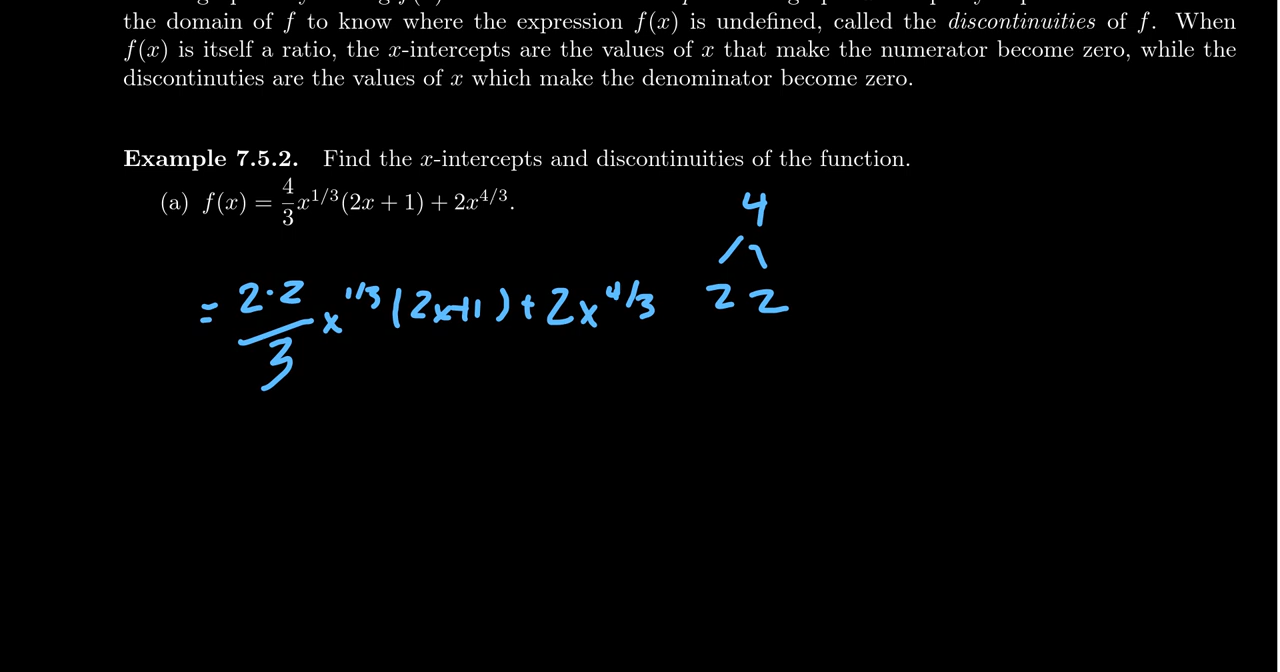 the domain of f to know where the expression f(x) is undefined, called the discontinuities of f. When
f(x) is itself a ratio, the x-intercepts are the values of x that make the numerator become zero, while the
discontinuties are the values of x which make the denominator become zero.
Example 7.5.2. Find the x-intercepts and discontinuities of the function.
(a) f(x) = 4/3 x^{1/3}(2x + 1) + 2x^{4/3}.
4
= 2·2/3 x^{1/3}(2x+1) + 2x^{4/3}
2 2